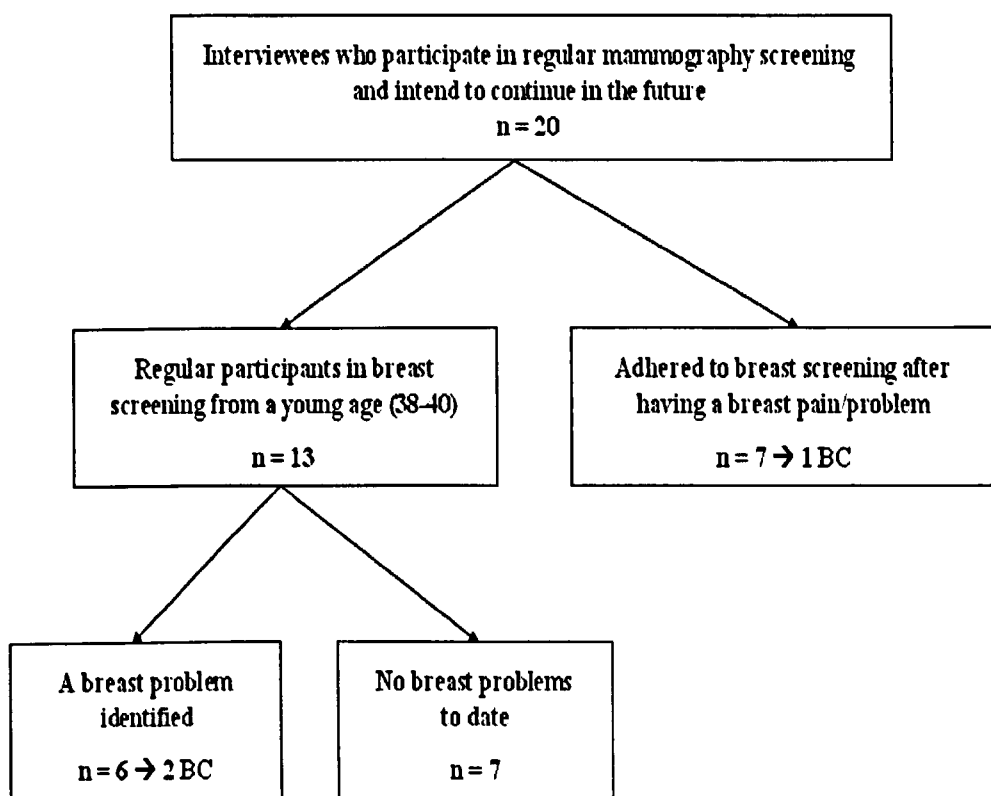 Interviewees who participate in regular mammography screening
and intend to continue in the future
n = 20
Regular participants in breast
screening from a young age (38-40)
n = 13
Adhered to breast screening after
having a breast pain/problem
n = 7 → 1 BC
A breast problem
identified
n = 6 → 2 BC
No breast problems
to date
n = 7